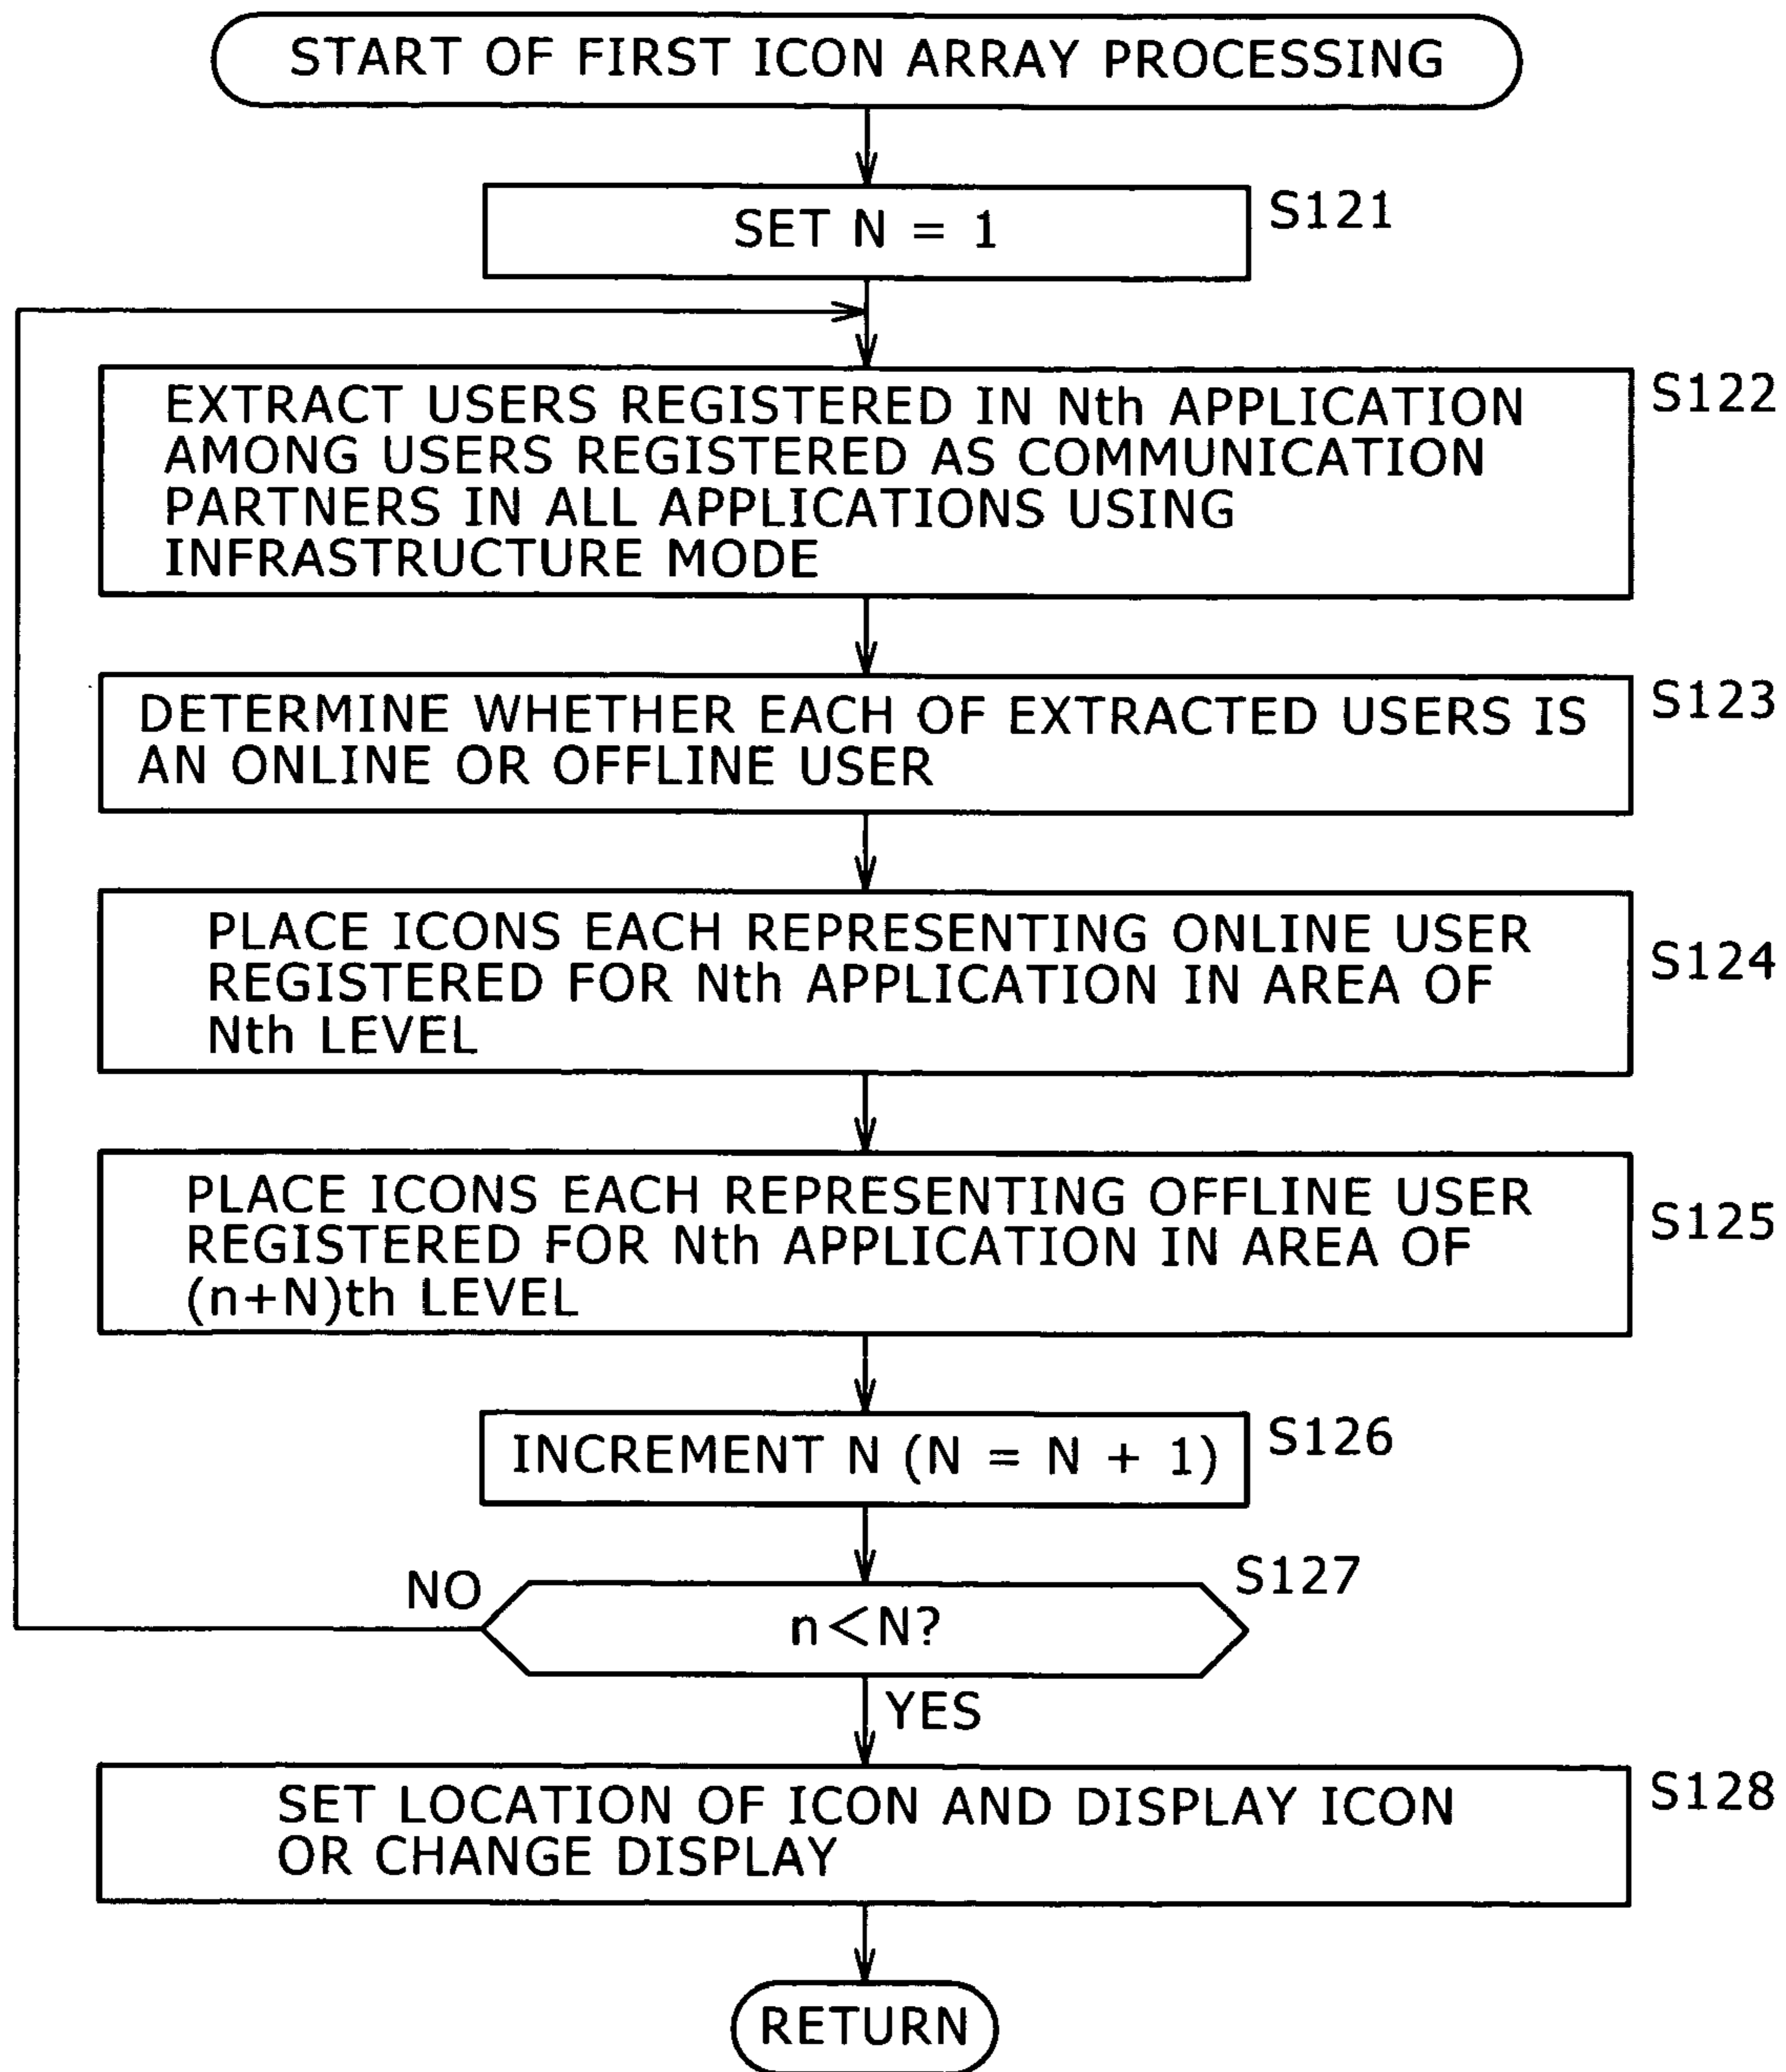 START OF FIRST ICON ARRAY PROCESSING
SET N = 1
S121
EXTRACT USERS REGISTERED IN Nth APPLICATION
AMONG USERS REGISTERED AS COMMUNICATION
PARTNERS IN ALL APPLICATIONS USING
INFRASTRUCTURE MODE
S122
DETERMINE WHETHER EACH OF EXTRACTED USERS IS
AN ONLINE OR OFFLINE USER
S123
PLACE ICONS EACH REPRESENTING ONLINE USER
REGISTERED FOR Nth APPLICATION IN AREA OF
Nth LEVEL
S124
PLACE ICONS EACH REPRESENTING OFFLINE USER
REGISTERED FOR Nth APPLICATION IN AREA OF
(n+N)th LEVEL
S125
INCREMENT N (N = N + 1)
S126
NO
n<N?
S127
YES
SET LOCATION OF ICON AND DISPLAY ICON
OR CHANGE DISPLAY
S128
RETURN